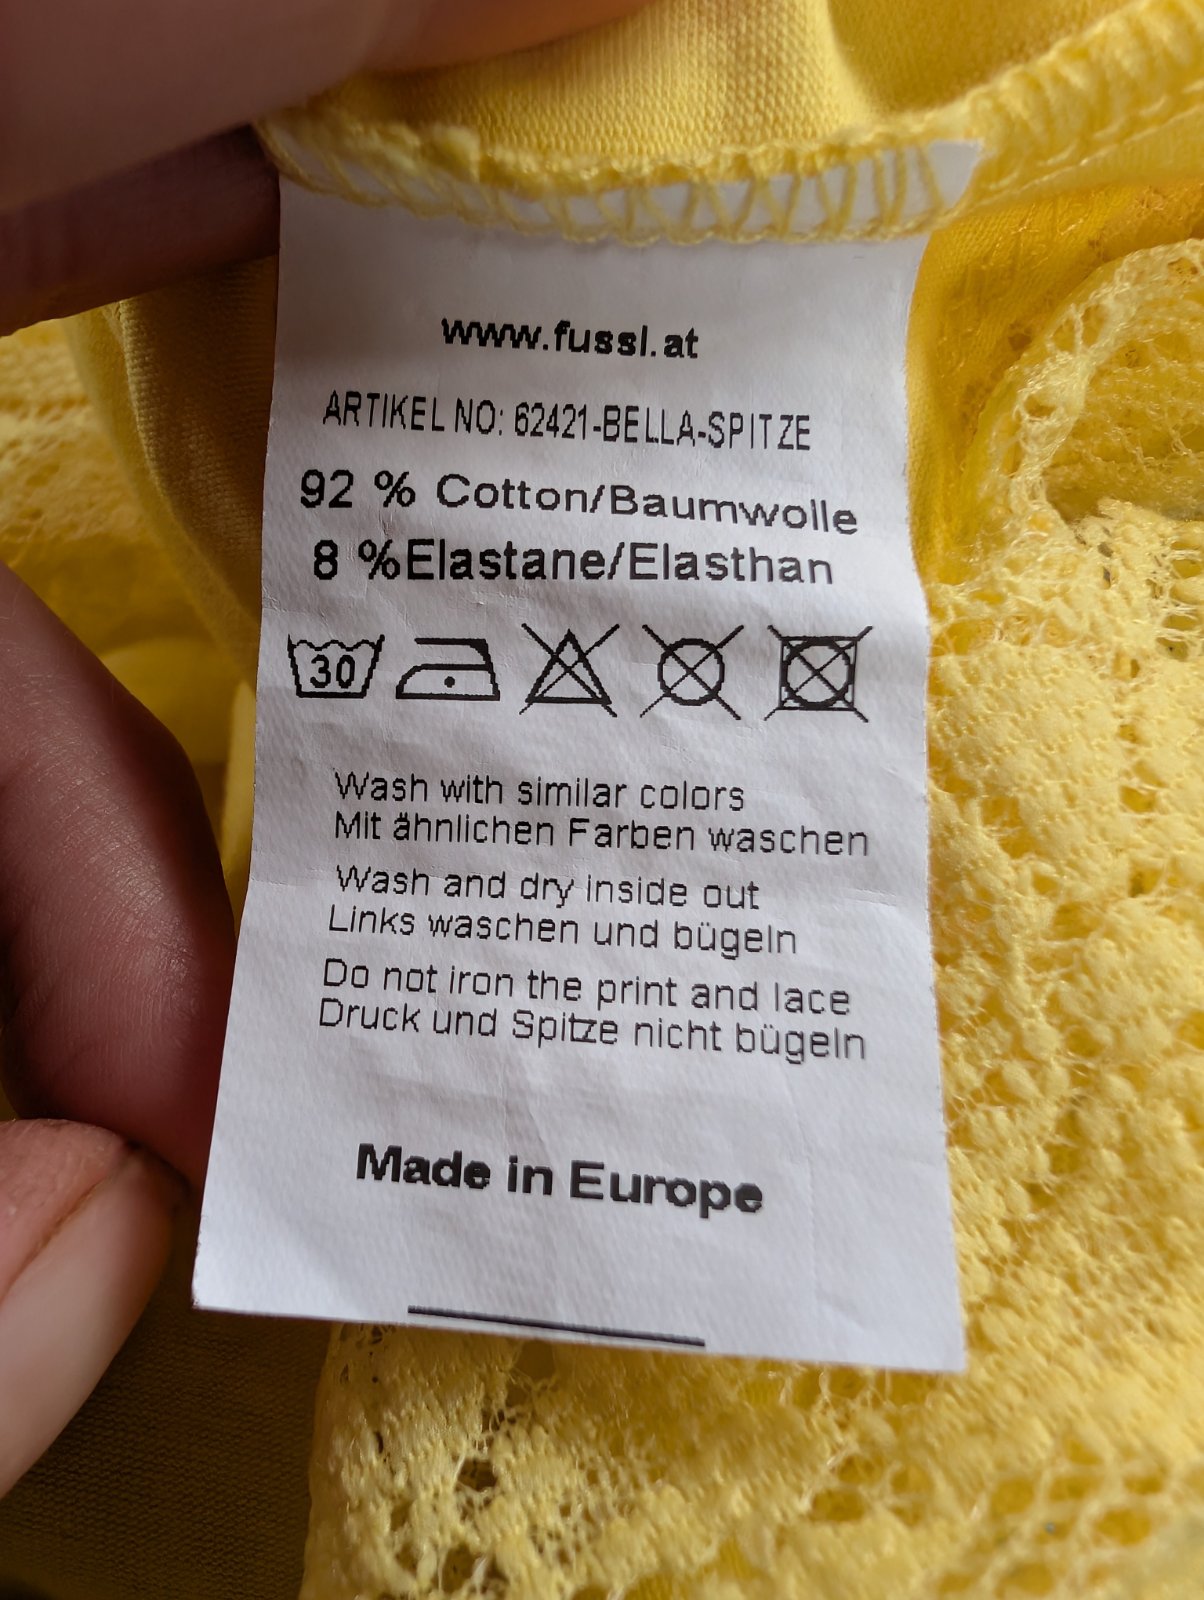 www.fussl.at
ARTIKEL NO: 62421-BELLA-SPITZE
92 % Cotton/Baumwolle
8 %Elastane/Elasthan
30
Wash with similar colors
Mit ähnlichen Farben waschen
Wash and dry inside out
Links waschen und bügeln
Do not iron the print and lace
Druck und Spitze nicht bügeln
Made in Europe